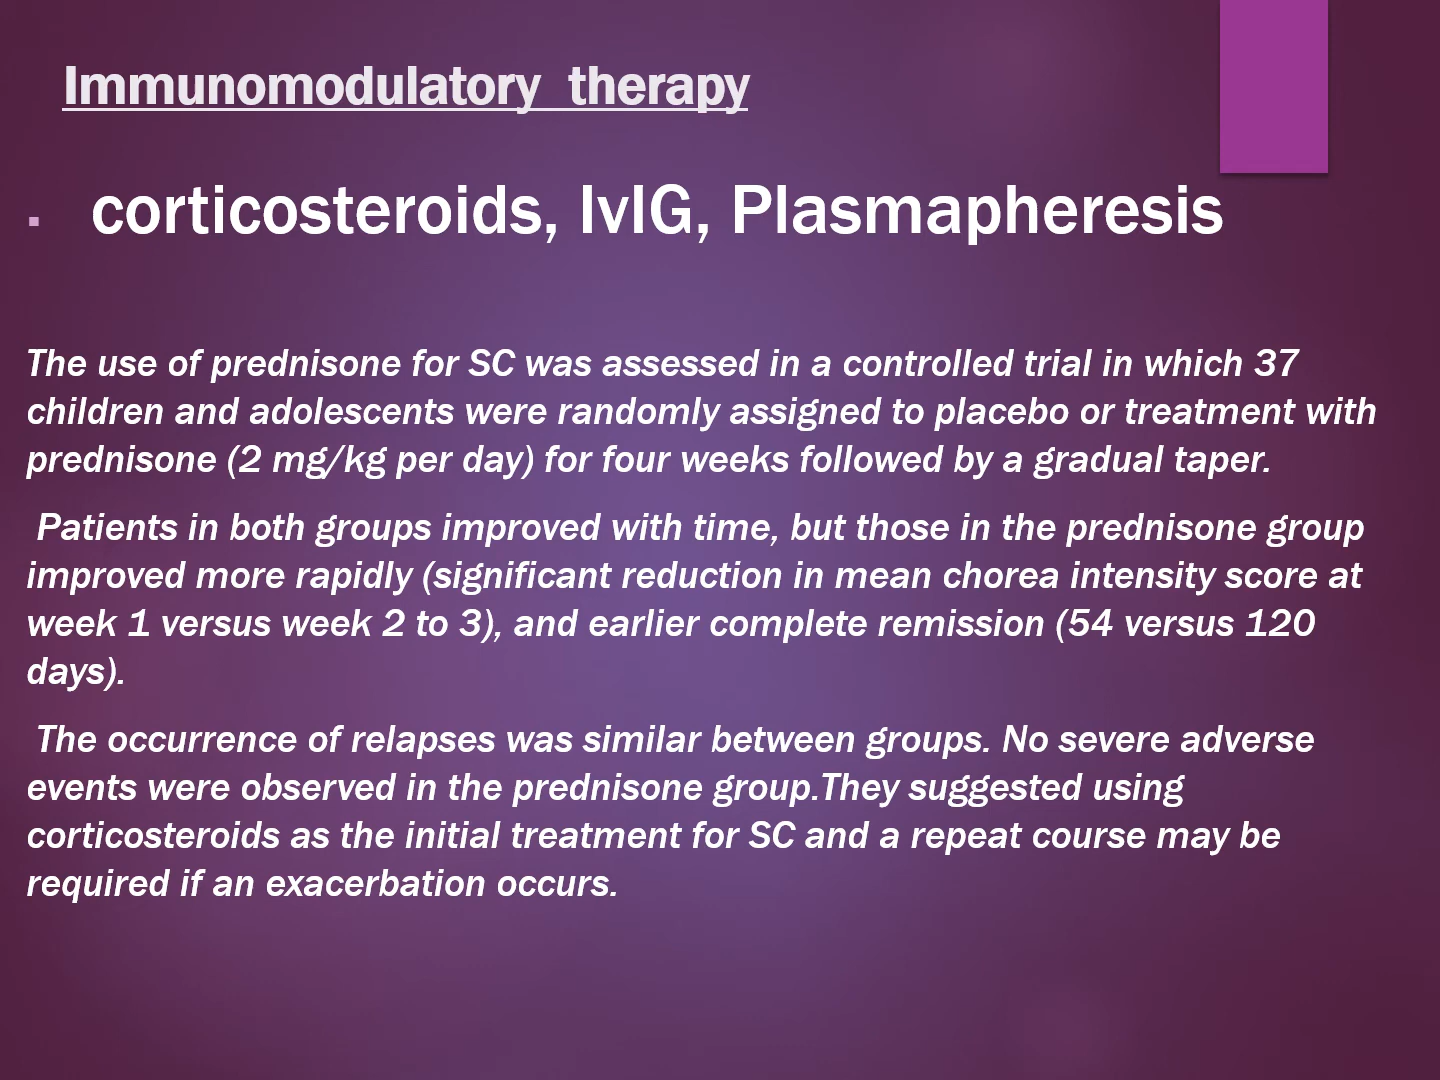 Immunomodulatory therapy
▪ corticosteroids, IvIG, Plasmapheresis
The use of prednisone for SC was assessed in a controlled trial in which 37
children and adolescents were randomly assigned to placebo or treatment with
prednisone (2 mg/kg per day) for four weeks followed by a gradual taper.
Patients in both groups improved with time, but those in the prednisone group
improved more rapidly (significant reduction in mean chorea intensity score at
week 1 versus week 2 to 3), and earlier complete remission (54 versus 120
days).
The occurrence of relapses was similar between groups. No severe adverse
events were observed in the prednisone group.They suggested using
corticosteroids as the initial treatment for SC and a repeat course may be
required if an exacerbation occurs.